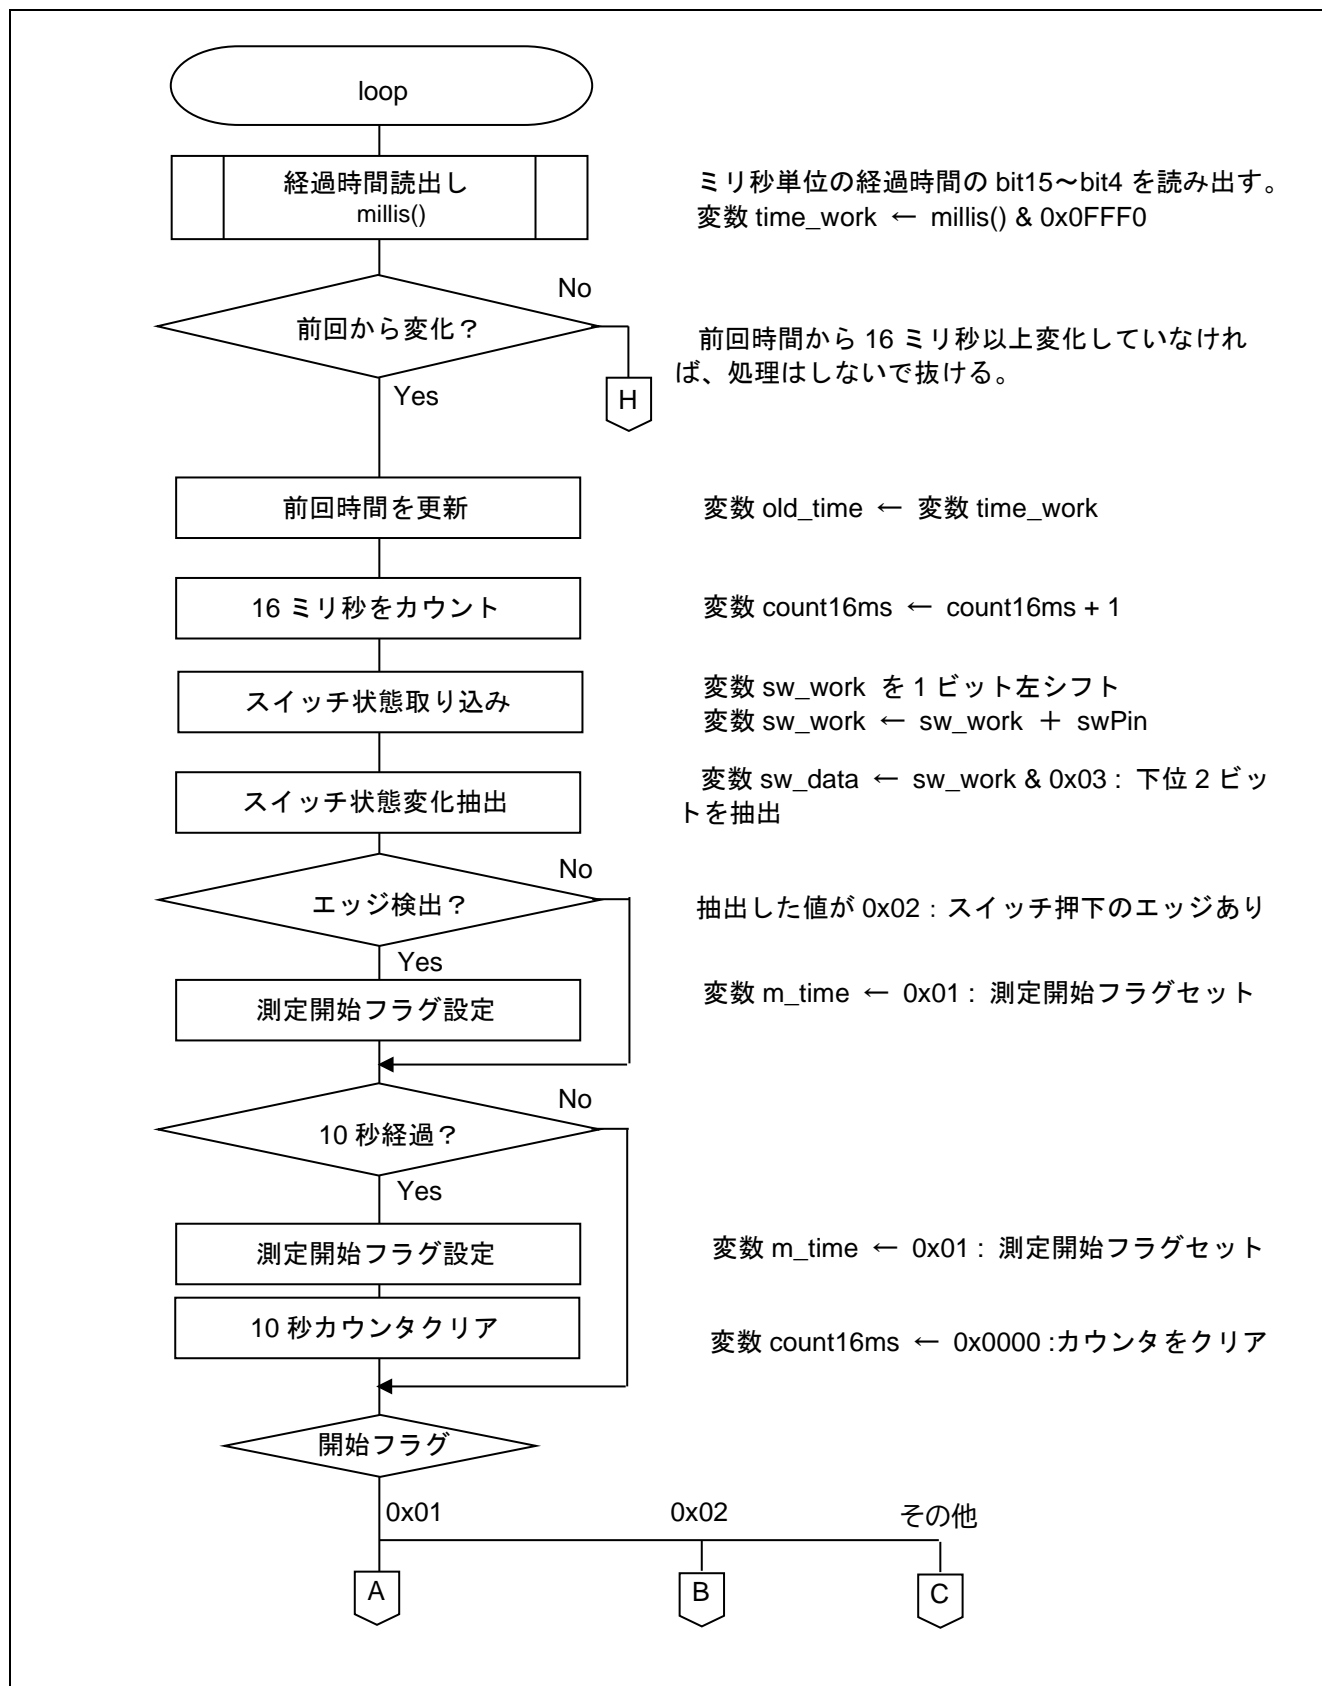 loop
経過時間読出し
millis()
ミリ秒単位の経過時間の bit15～bit4 を読み出す。
変数 time_work ← millis() & 0x0FFF0
No
前回から変化？
前回時間から 16 ミリ秒以上変化していなけれ
ば、処理はしないで抜ける。
H
Yes
前回時間を更新
変数 old_time ← 変数 time_work
16 ミリ秒をカウント
変数 count16ms ← count16ms + 1
スイッチ状態取り込み
変数 sw_work を 1 ビット左シフト
変数 sw_work ← sw_work ＋ swPin
スイッチ状態変化抽出
変数 sw_data ← sw_work & 0x03 : 下位 2 ビッ
トを抽出
No
エッジ検出？
抽出した値が 0x02：スイッチ押下のエッジあり
Yes
測定開始フラグ設定
変数 m_time ← 0x01 : 測定開始フラグセット
No
10 秒経過？
Yes
測定開始フラグ設定
変数 m_time ← 0x01 : 測定開始フラグセット
10 秒カウンタクリア
変数 count16ms ← 0x0000 :カウンタをクリア
開始フラグ
0x01
0x02
その他
A
B
C